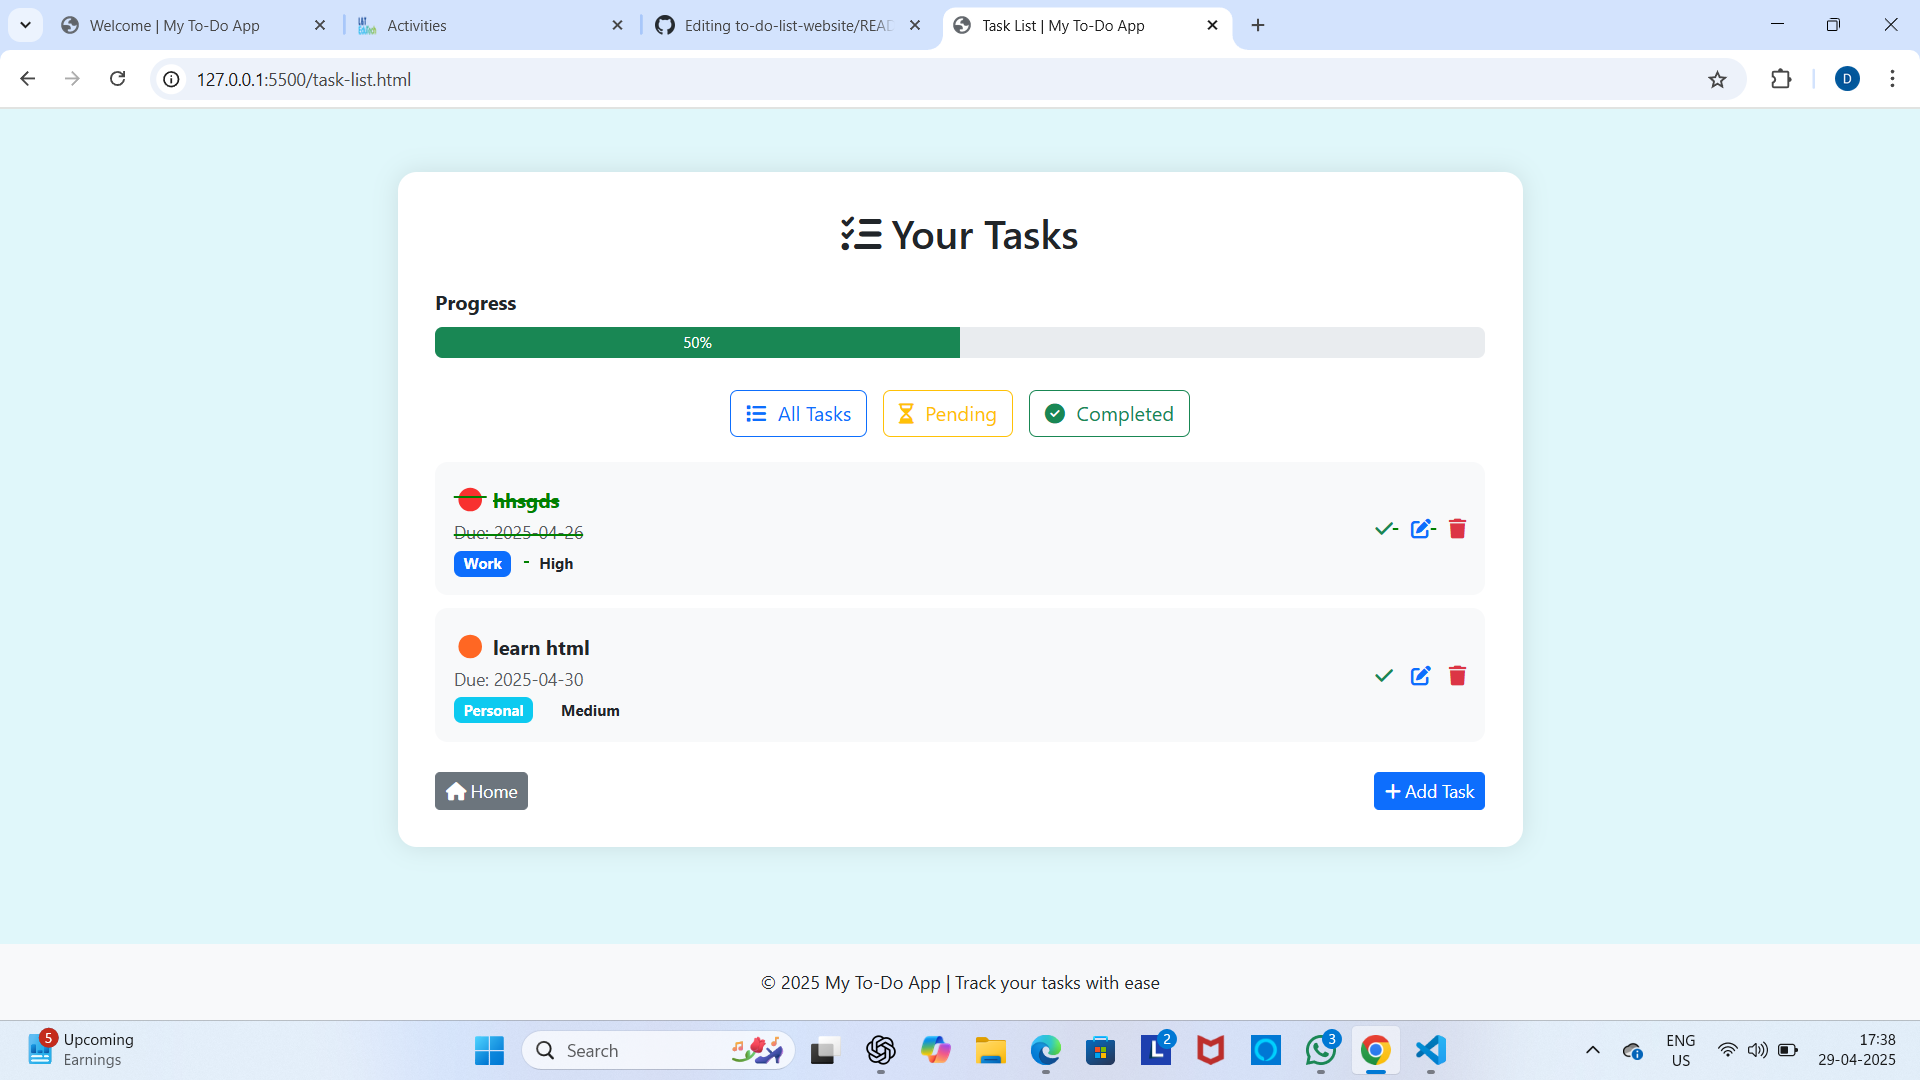 Welcome | My To-Do App
Activities
Editing to-do-list-website/READ
Task List | My To-Do App
127.0.0.1:5500/task-list.html
D
Your Tasks
Progress
50%
All Tasks
Pending
Completed
hhsgds
Due: 2025-04-26
Work
High
learn html
Due: 2025-04-30
Personal
Medium
Home
Add Task
© 2025 My To-Do App | Track your tasks with ease
5
Upcoming
Earnings
Search
L
2
3
ENG
US
17:38
29-04-2025